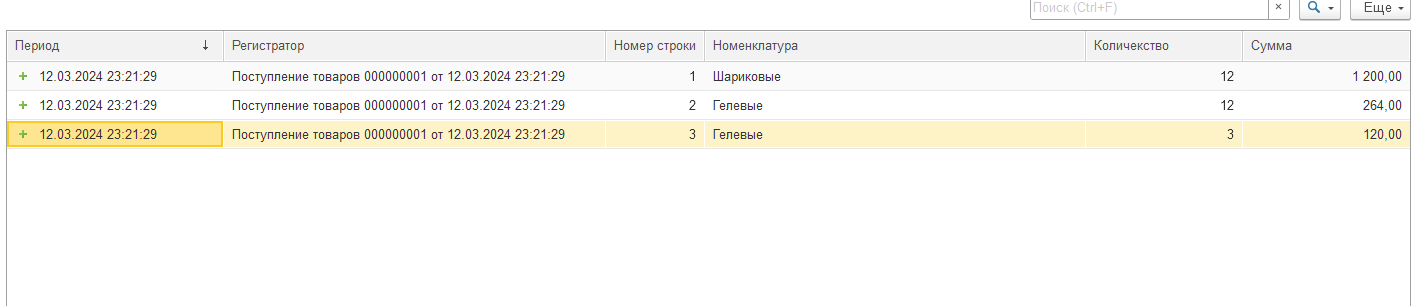 Поиск (Ctrl+F) × Еще
Период ↓ Регистратор Номер строки Номенклатура Количекство Сумма
+ 12.03.2024 23:21:29 Поступление товаров 000000001 от 12.03.2024 23:21:29 1 Шариковые 12 1 200,00
+ 12.03.2024 23:21:29 Поступление товаров 000000001 от 12.03.2024 23:21:29 2 Гелевые 12 264,00
+ 12.03.2024 23:21:29 Поступление товаров 000000001 от 12.03.2024 23:21:29 3 Гелевые 3 120,00